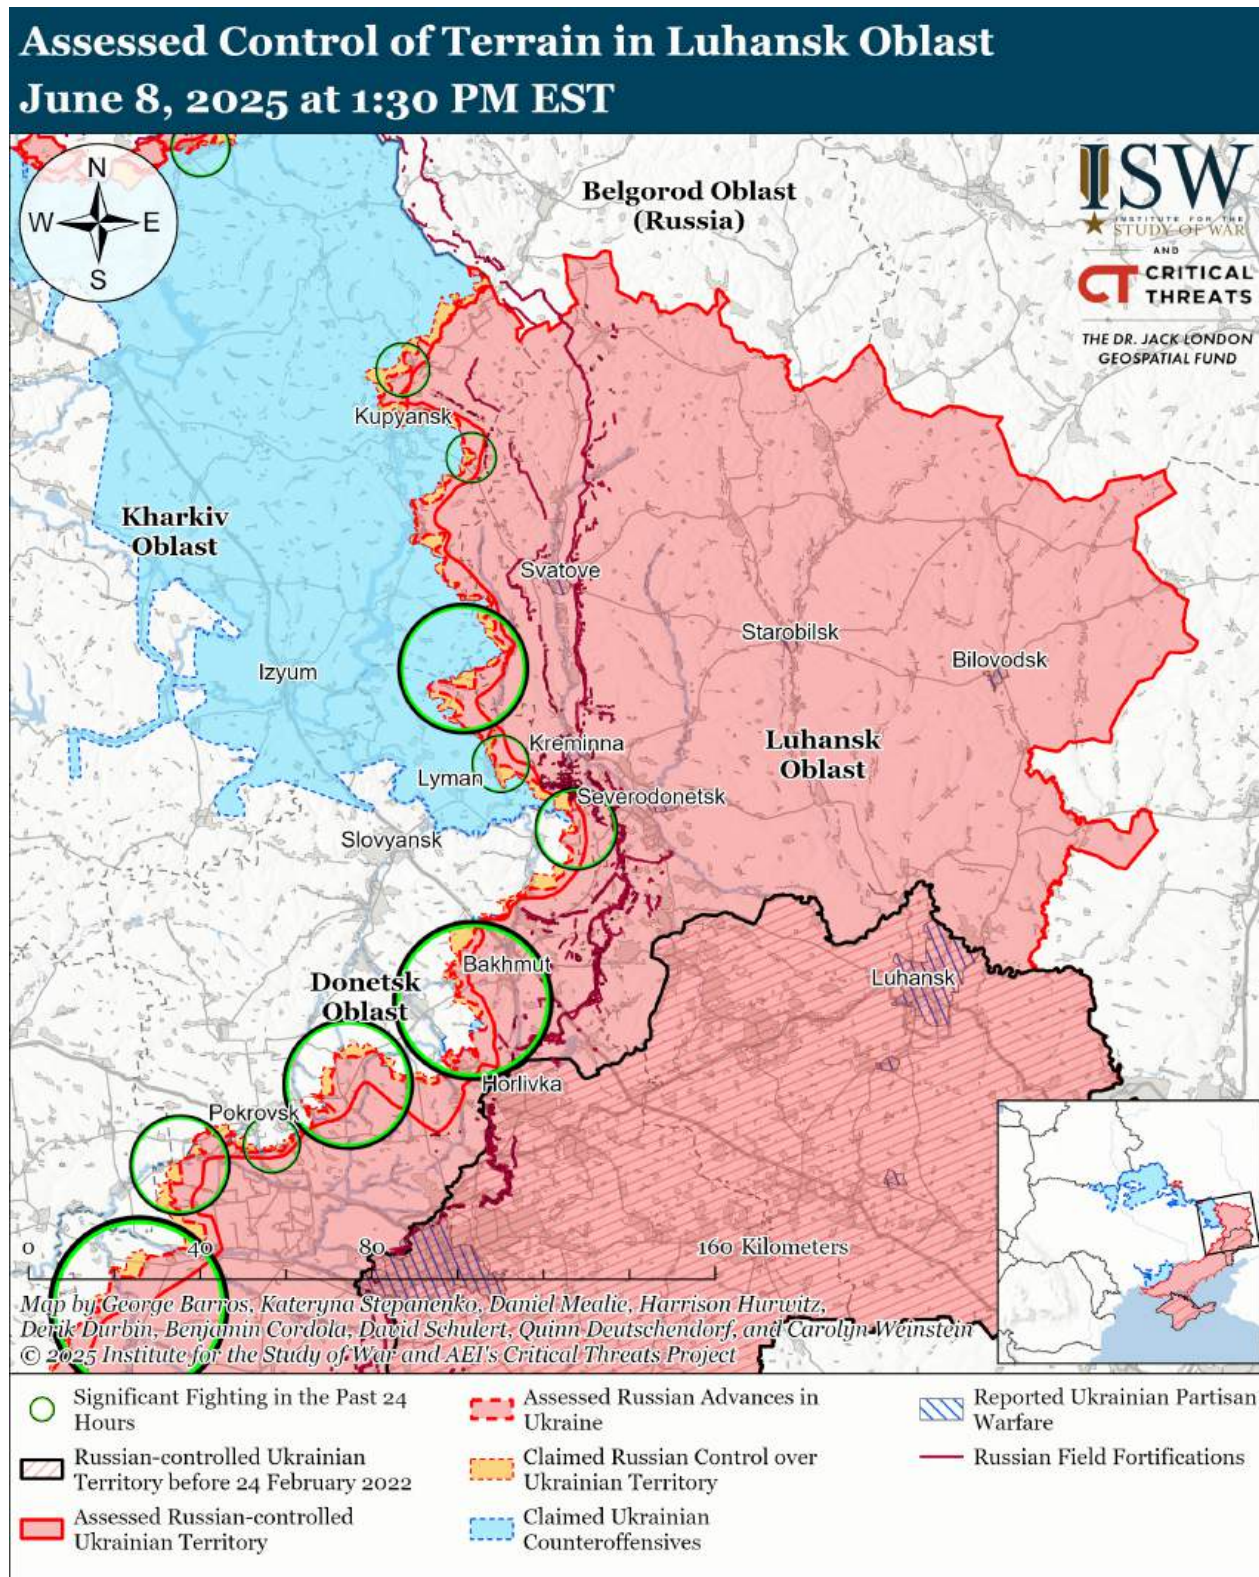 Assessed Control of Terrain in Luhansk Oblast
June 8, 2025 at 1:30 PM EST
N
W
E
S
Belgorod Oblast
(Russia)
ISW
INSTITUTE FOR THE
STUDY OF WAR
AND
CT CRITICAL
THREATS
THE DR. JACK LONDON
GEOSPATIAL FUND
Kupyansk
Kharkiv
Oblast
Svatove
Starobilsk
Bilovodsk
Izyum
Kreminna
Luhansk
Oblast
Lyman
Severodonetsk
Slovyansk
Bakhmut
Luhansk
Donetsk
Oblast
Horlivka
Pokrovsk
0
40
80
160 Kilometers
Map by George Barros, Kateryna Stepanenko, Daniel Mealie, Harrison Hurwitz,
Derik Durbin, Benjamin Cordola, David Schulert, Quinn Deutschendorf, and Carolyn Weinstein
© 2025 Institute for the Study of War and AEI's Critical Threats Project
Significant Fighting in the Past 24
Hours
Russian-controlled Ukrainian
Territory before 24 February 2022
Assessed Russian-controlled
Ukrainian Territory
Assessed Russian Advances in
Ukraine
Claimed Russian Control over
Ukrainian Territory
Claimed Ukrainian
Counteroffensives
Reported Ukrainian Partisan
Warfare
Russian Field Fortifications